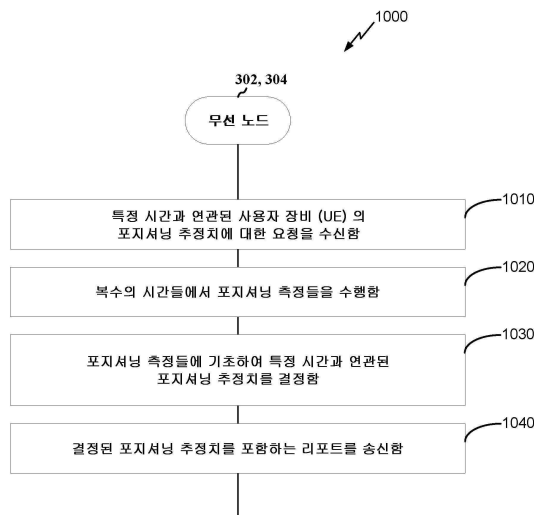 1000
302, 304
무선 노드
1010
특정 시간과 연관된 사용자 장비 (UE) 의
포지셔닝 추정치에 대한 요청을 수신함
1020
복수의 시간들에서 포지셔닝 측정들을 수행함
1030
포지셔닝 측정들에 기초하여 특정 시간과 연관된
포지셔닝 추정치를 결정함
1040
결정된 포지셔닝 추정치를 포함하는 리포트를 송신함